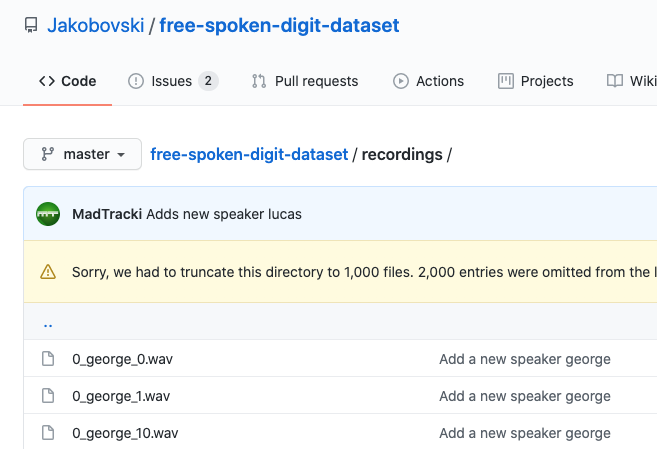 Jakobovski / free-spoken-digit-dataset
Code Issues 2 Pull requests Actions Projects Wiki
master free-spoken-digit-dataset / recordings /
MadTracki Adds new speaker lucas
Sorry, we had to truncate this directory to 1,000 files. 2,000 entries were omitted from the l
..
0_george_0.wav Add a new speaker george
0_george_1.wav Add a new speaker george
0_george_10.wav Add a new speaker george